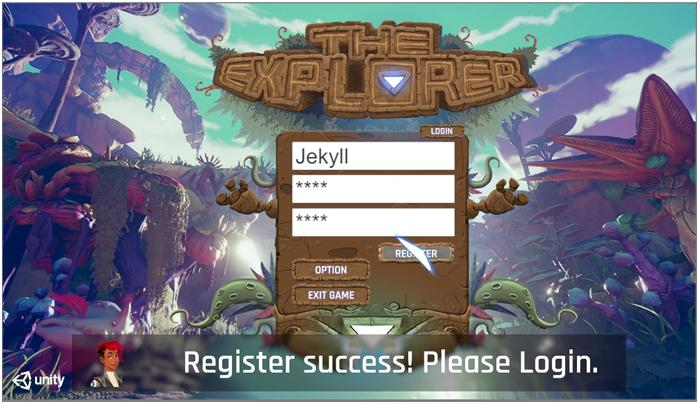 THE
EXPLORER
LOGIN
Jekyll
****
****
REGISTER
OPTION
EXIT GAME
Register success! Please Login.
unity